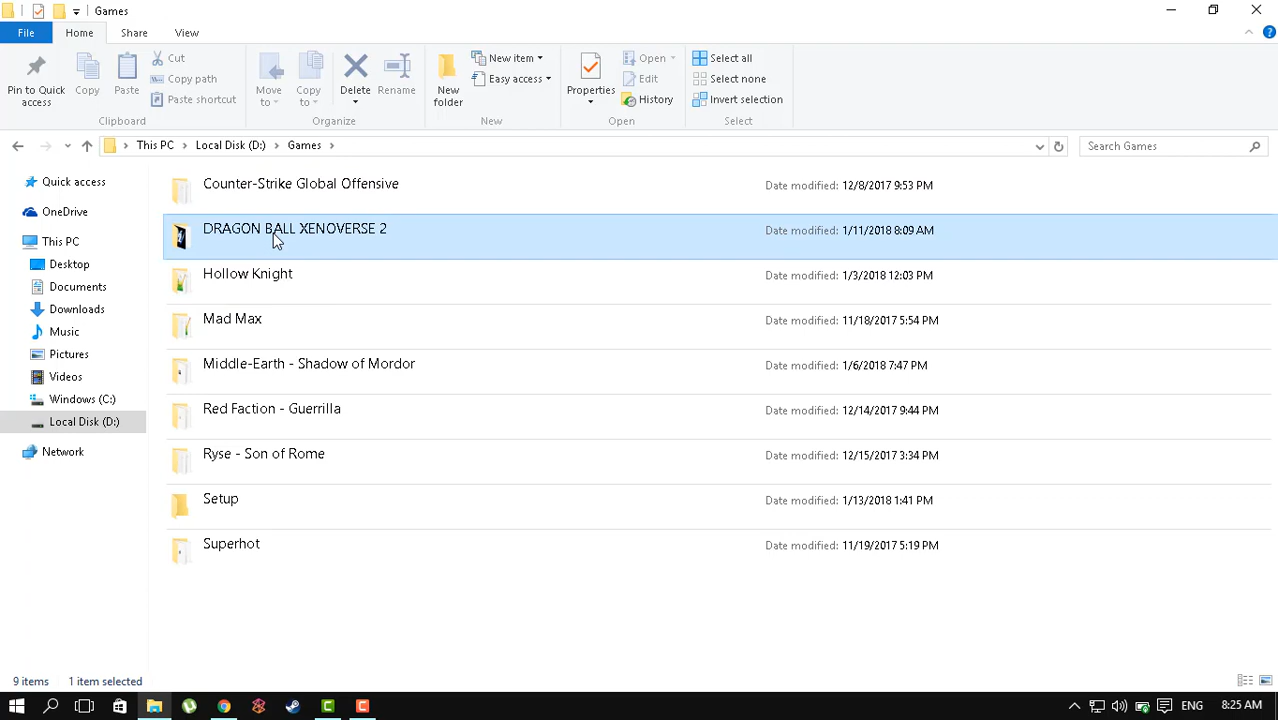 Games
File Home Share View
Pin to Quick access
Copy
Paste
Cut
Copy path
Paste shortcut
Clipboard
Move to
Copy to
Delete
Rename
Organize
New folder
New item
Easy access
New
Properties
Open
Edit
History
Open
Select all
Select none
Invert selection
Select
This PC > Local Disk (D:) > Games >
Search Games
Quick access
OneDrive
This PC
Desktop
Documents
Downloads
Music
Pictures
Videos
Windows (C:)
Local Disk (D:)
Network
Counter-Strike Global Offensive Date modified: 12/8/2017 9:53 PM
DRAGON BALL XENOVERSE 2 Date modified: 1/11/2018 8:09 AM
Hollow Knight Date modified: 1/3/2018 12:03 PM
Mad Max Date modified: 11/18/2017 5:54 PM
Middle-Earth - Shadow of Mordor Date modified: 1/6/2018 7:47 PM
Red Faction - Guerrilla Date modified: 12/14/2017 9:44 PM
Ryse - Son of Rome Date modified: 12/15/2017 3:34 PM
Setup Date modified: 1/13/2018 1:41 PM
Superhot Date modified: 11/19/2017 5:19 PM
9 items 1 item selected
ENG 8:25 AM